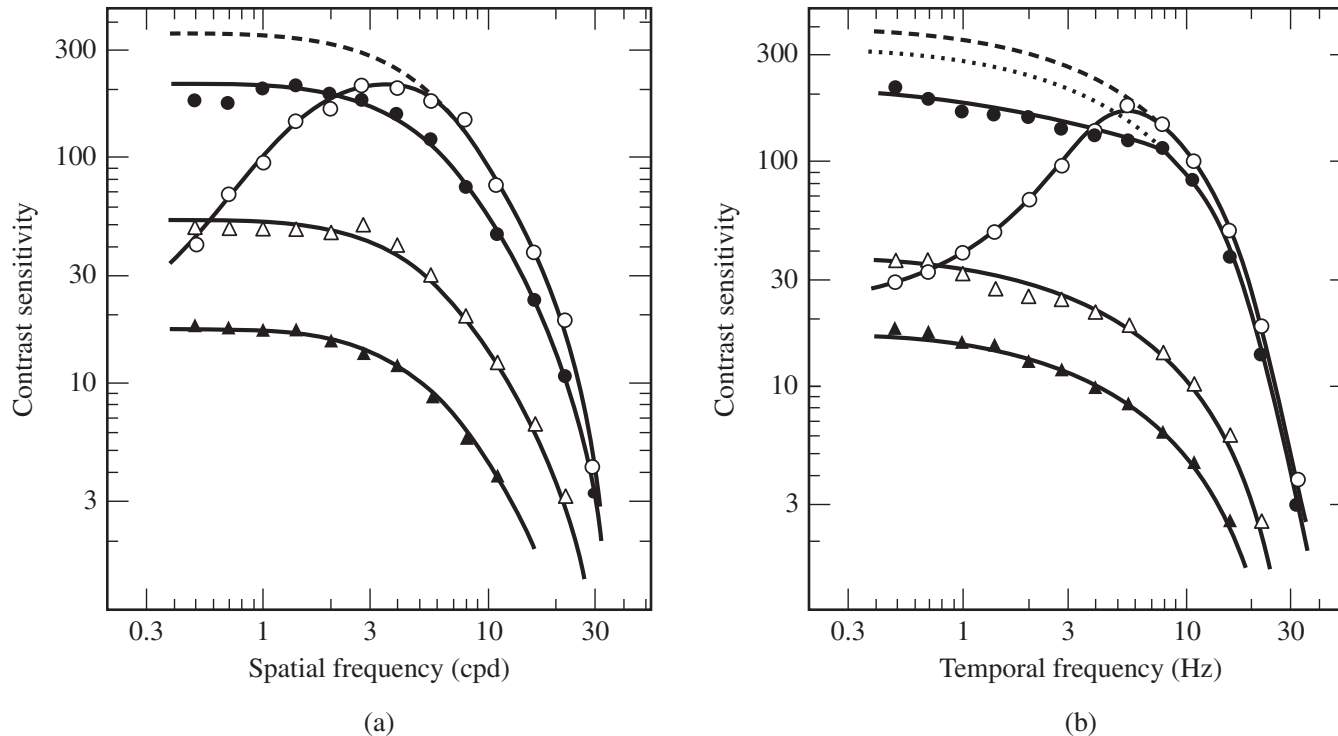 300
100
30
10
3
Contrast sensitivity
0.3 1 3 10 30
Spatial frequency (cpd)
(a)
300
100
30
10
3
Contrast sensitivity
0.3 1 3 10 30
Temporal frequency (Hz)
(b)